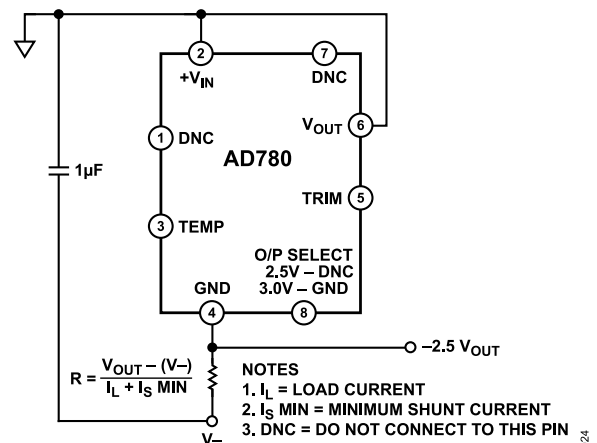 2
7
+VIN
DNC
VOUT 6
1 DNC
AD780
1µF
TRIM 5
3 TEMP
O/P SELECT
2.5V – DNC
3.0V – GND
GND
4
8
–2.5 VOUT
R = VOUT – (V–)
IL + IS MIN
V–
NOTES
1. IL = LOAD CURRENT
2. IS MIN = MINIMUM SHUNT CURRENT
3. DNC = DO NOT CONNECT TO THIS PIN
24